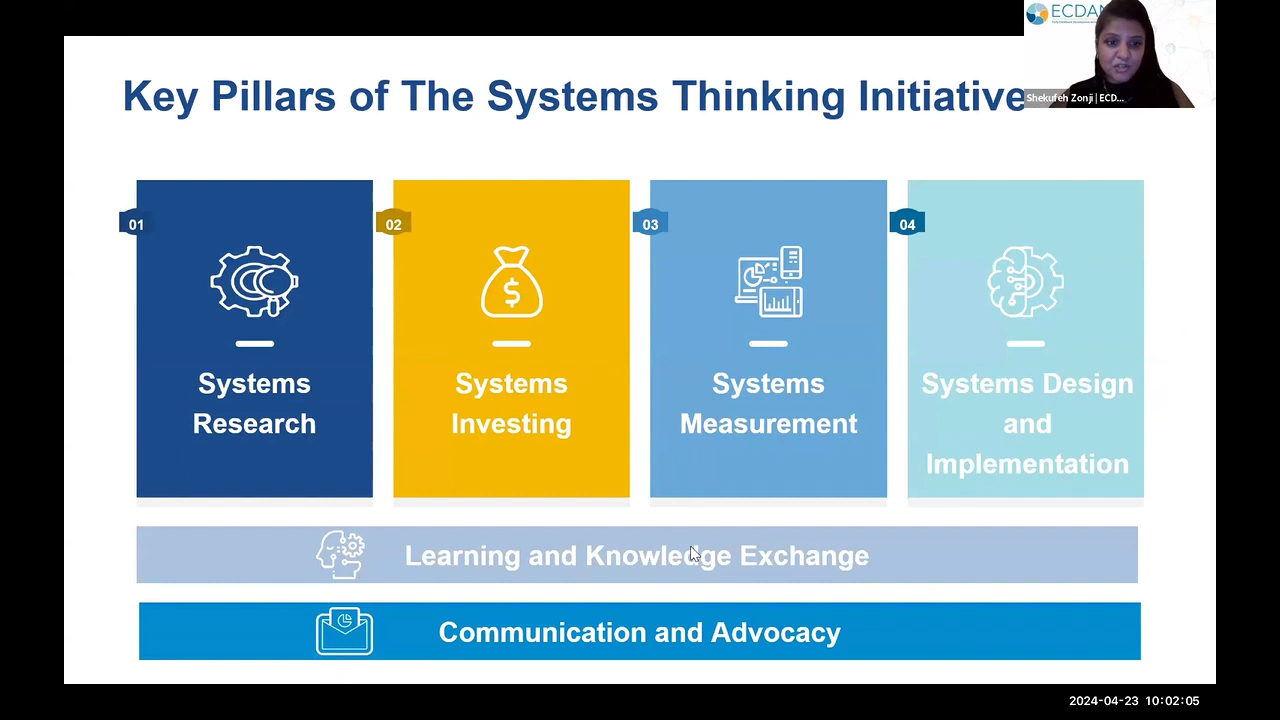 ECDAN
Key Pillars of The Systems Thinking Initiative
Shekufeh Zonji | ECD...
01
02
03
04
$
Systems
Research
Systems
Investing
Systems
Measurement
Systems Design
and
Implementation
Learning and Knowledge Exchange
Communication and Advocacy
2024-04-23 10:02:05